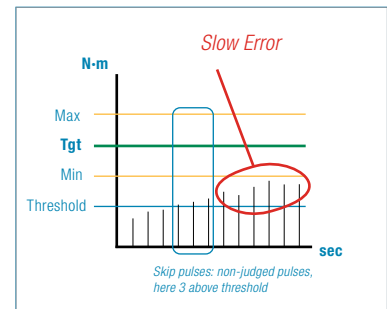 Slow Error
N·m
Max
Tgt
Min
Threshold
sec
Skip pulses: non-judged pulses,
here 3 above threshold